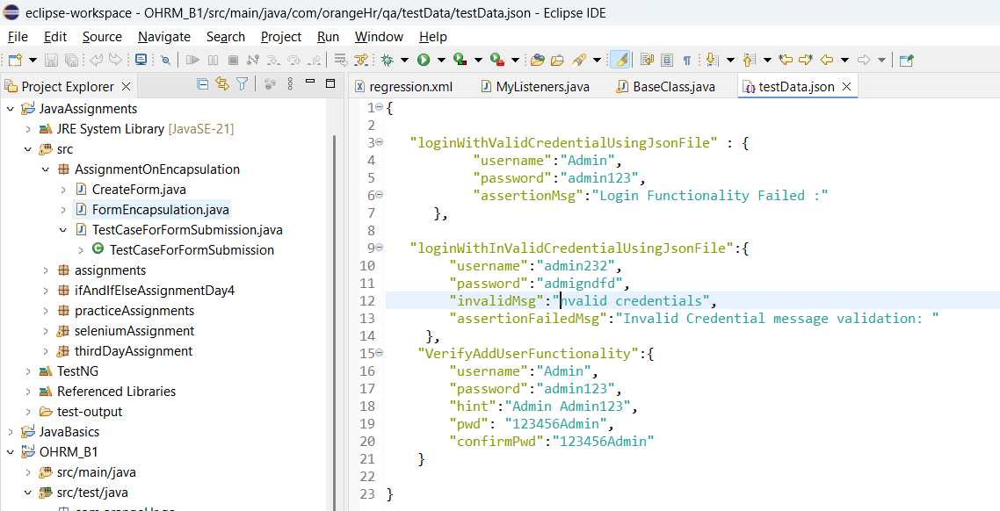 eclipse-workspace - OHRM_B1/src/main/java/com/orangeHr/qa/testData/testData.json - Eclipse IDE
File Edit Source Navigate Search Project Run Window Help
Project Explorer
JavaAssignments
JRE System Library [JavaSE-21]
src
AssignmentOnEncapsulation
CreateForm.java
FormEncapsulation.java
TestCaseForFormSubmission.java
TestCaseForFormSubmission
assignments
ifAndIfElseAssignmentDay4
practiceAssignments
seleniumAssignment
thirdDayAssignment
TestNG
Referenced Libraries
test-output
JavaBasics
OHRM_B1
src/main/java
src/test/java
regression.xml MyListeners.java BaseClass.java testData.json
1 {
2
3 "loginWithValidCredentialUsingJsonFile" : {
4 "username":"Admin",
5 "password":"admin123",
6 "assertionMsg":"Login Functionality Failed :"
7 },
8
9 "loginWithInValidCredentialUsingJsonFile":{
10 "username":"admin232",
11 "password":"admigndfd",
12 "invalidMsg":"nvalid credentials",
13 "assertionFailedMsg":"Invalid Credential message validation: "
14 },
15 "VerifyAddUserFunctionality":{
16 "username":"Admin",
17 "password":"admin123",
18 "hint":"Admin Admin123",
19 "pwd": "123456Admin",
20 "confirmPwd":"123456Admin"
21 }
22
23 }